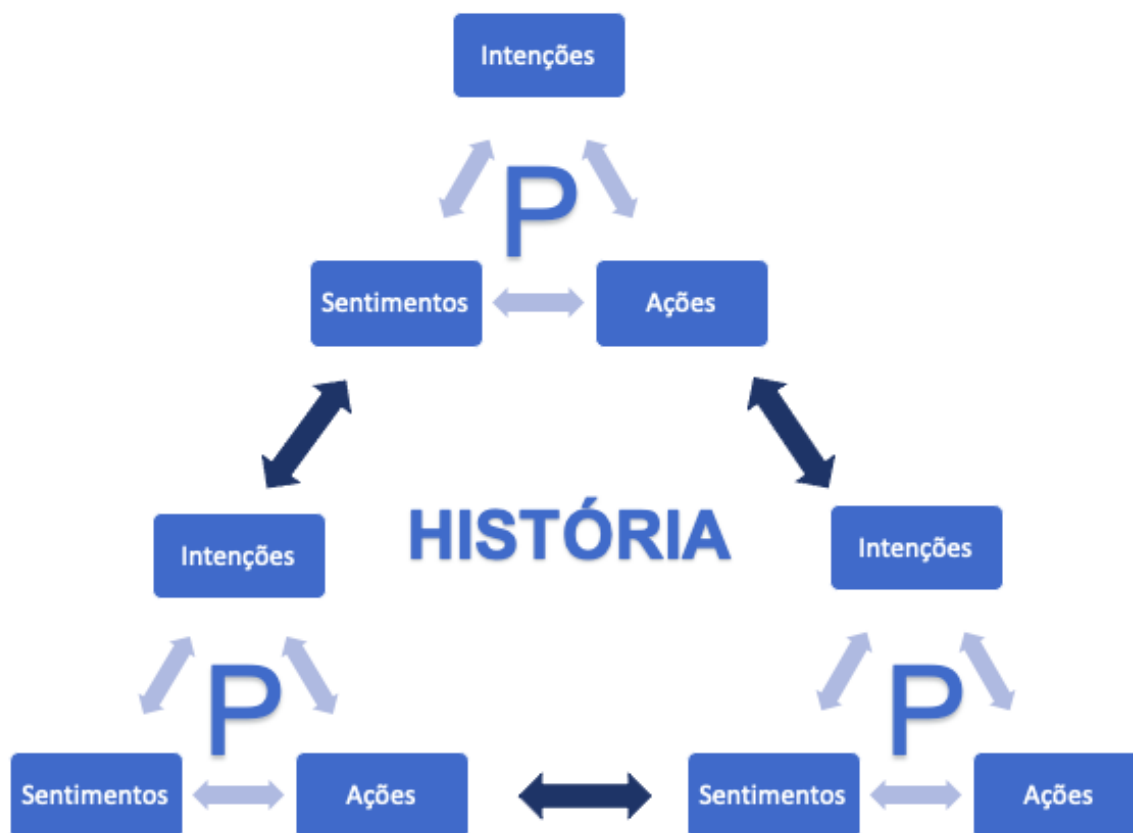 Intenções
P
Sentimentos
Ações
HISTÓRIA
Intenções
P
Sentimentos
Ações
Intenções
P
Sentimentos
Ações